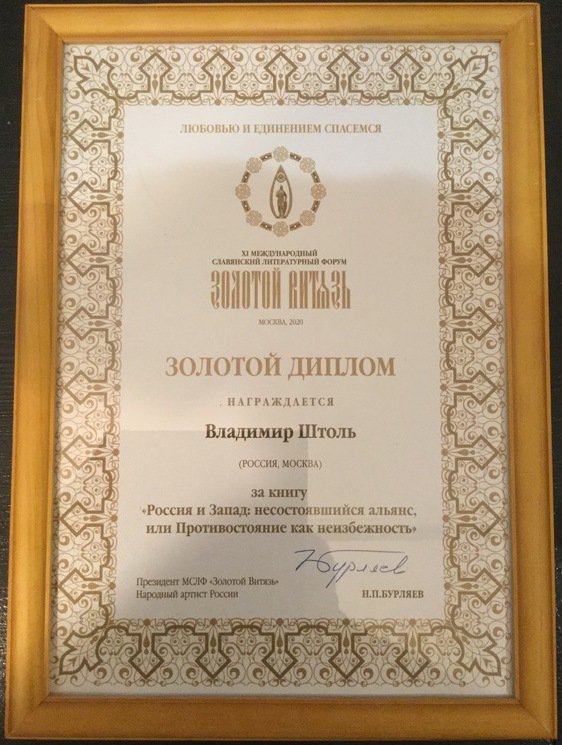 ЛЮБОВЬЮ И ЕДИНЕНИЕМ СПАСЕМСЯ
XI МЕЖДУНАРОДНЫЙ
СЛАВЯНСКИЙ ЛИТЕРАТУРНЫЙ ФОРУМ
ЗОЛОТОЙ ВИТЯЗЬ
МОСКВА, 2020
ЗОЛОТОЙ ДИПЛОМ
НАГРАЖДАЕТСЯ
Владимир Штоль
(РОССИЯ, МОСКВА)
за книгу
«Россия и Запад: несостоявшийся альянс,
или Противостояние как неизбежность»
Н Бурляев
Президент МСЛФ «Золотой Витязь»
Народный артист России
Н.П.БУРЛЯЕВ